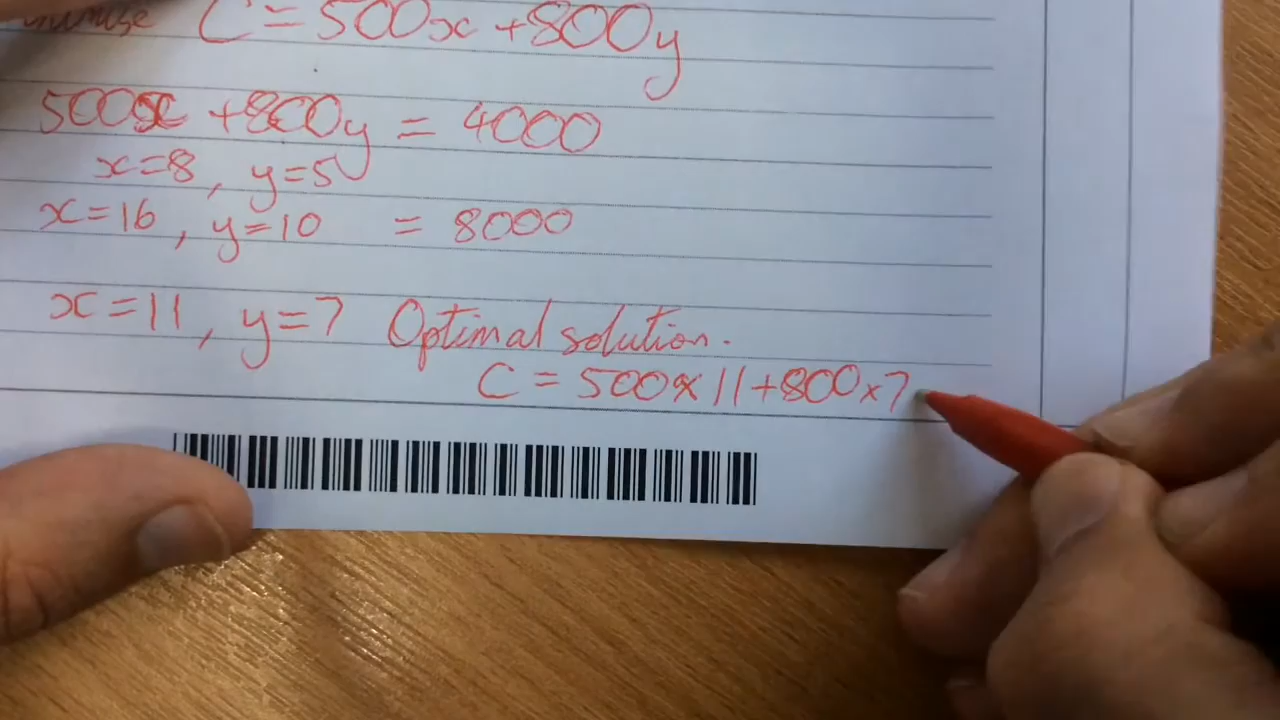 C = 500x + 800y
500x + 800y = 4000
x=8, y=5
x=16, y=10 = 8000
x=11, y=7 Optimal solution.
C = 500×11+800×7